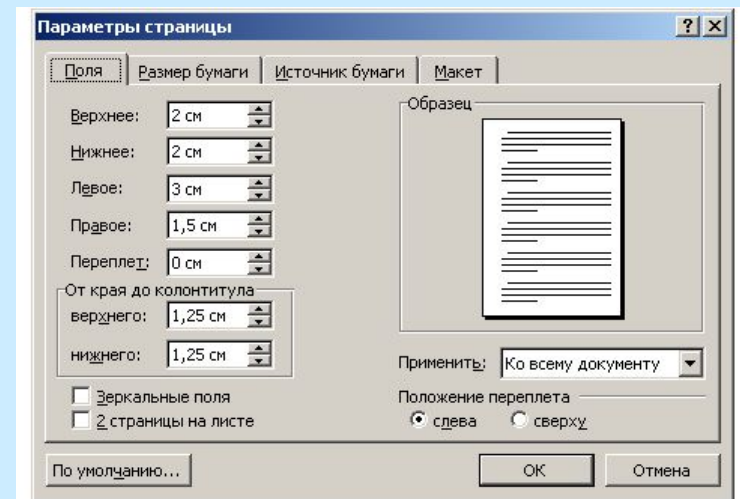 Параметры страницы
Поля Размер бумаги Источник бумаги Макет
Верхнее: 2 см
Нижнее: 2 см
Левое: 3 см
Правое: 1,5 см
Переплет: 0 см
От края до колонтитула
верхнего: 1,25 см
нижнего: 1,25 см
Зеркальные поля
2 страницы на листе
Образец
Применить: Ко всему документу
Положение переплета
слева сверху
По умолчанию... ОК Отмена